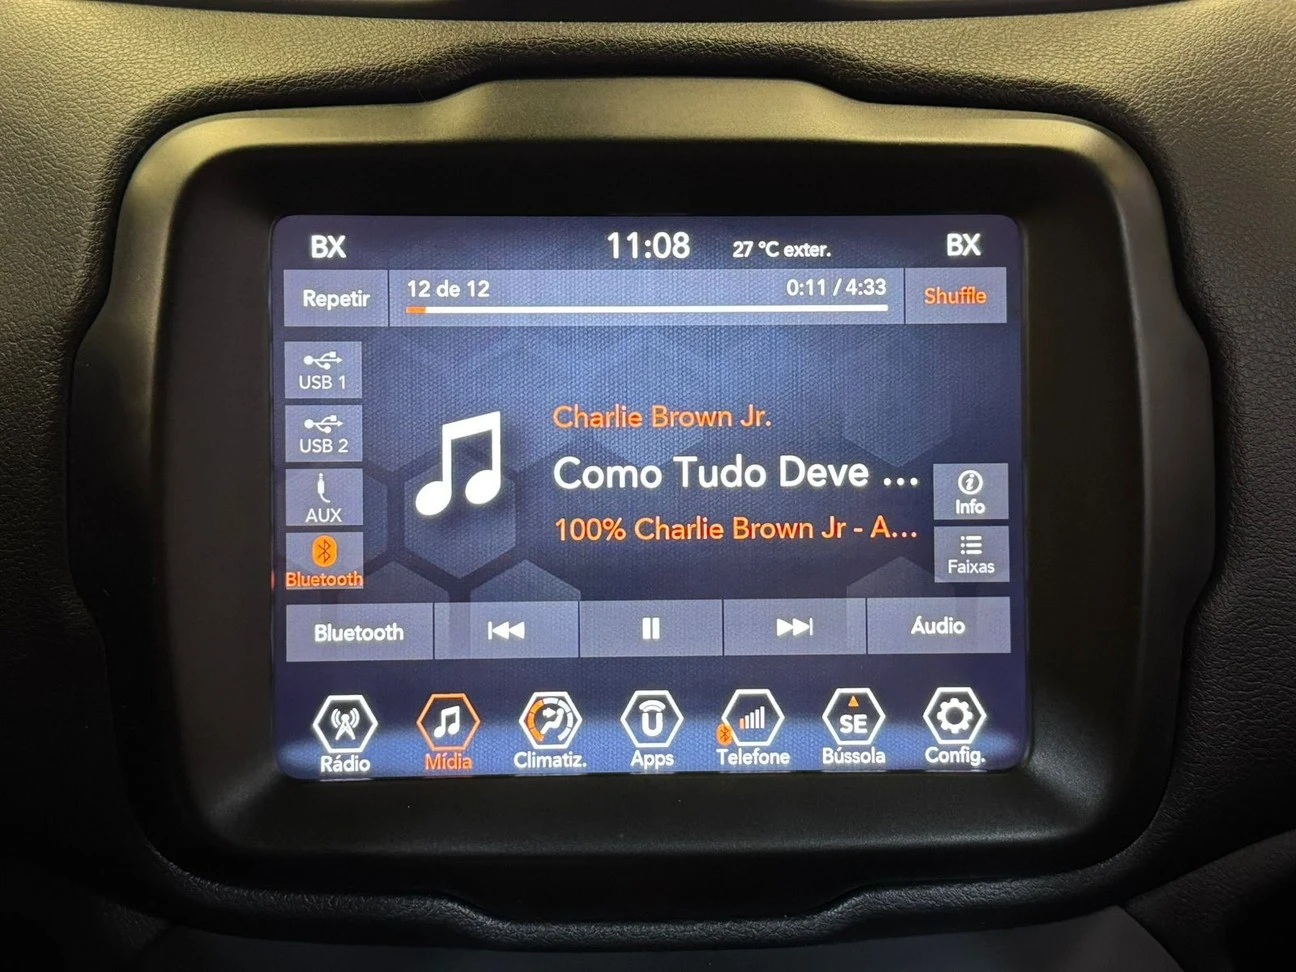 BX 11:08 27 °C exter. BX
Repetir 12 de 12 0:11 / 4:33 Shuffle
USB 1
USB 2
AUX
Bluetooth
Charlie Brown Jr.
Como Tudo Deve ...
100% Charlie Brown Jr - A...
Info
Faixas
Bluetooth Áudio
SE
Rádio Mídia Climatiz. Apps Telefone Bússola Config.